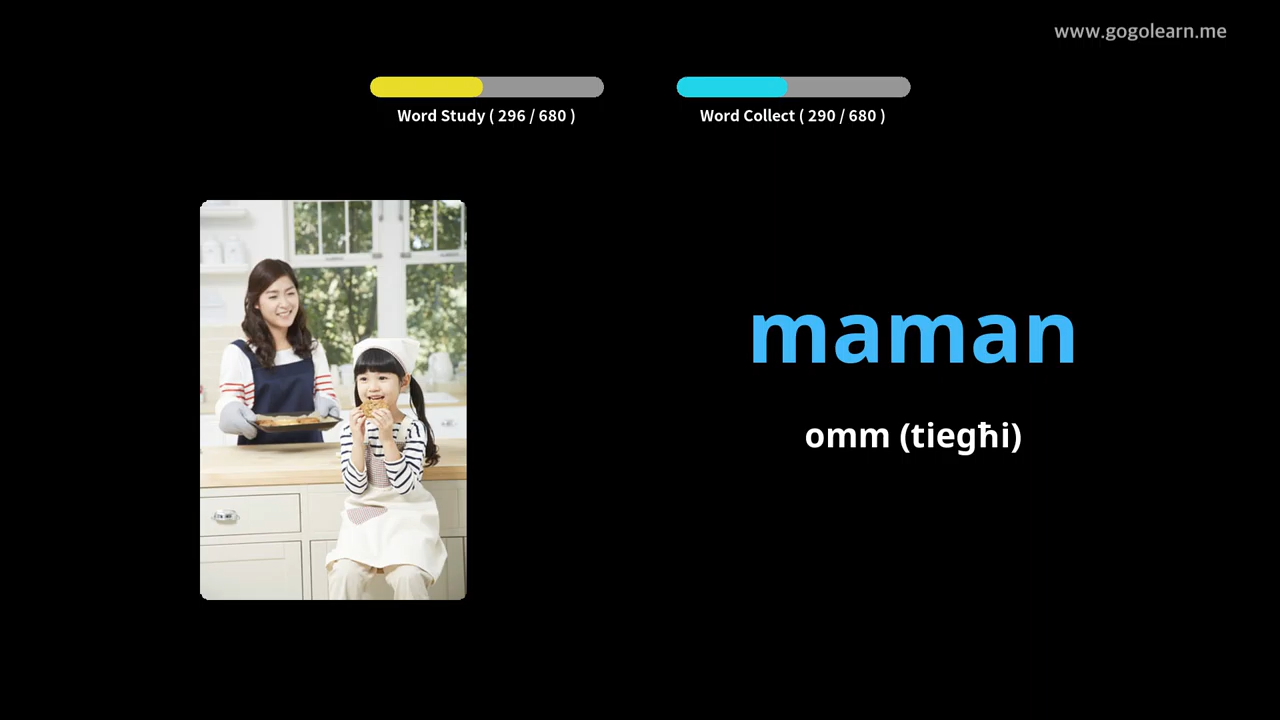 www.gogolearn.me
Word Study ( 296 / 680 )
Word Collect ( 290 / 680 )
maman
omm (tiegħi)